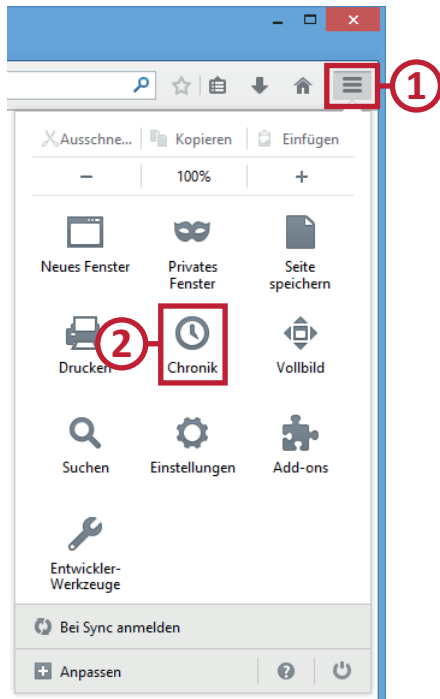 1
Ausschne... Kopieren Einfügen
− 100% +
Neues Fenster Privates Fenster Seite speichern
2
Drucken Chronik Vollbild
Suchen Einstellungen Add-ons
Entwickler-
Werkzeuge
Bei Sync anmelden
Anpassen ?